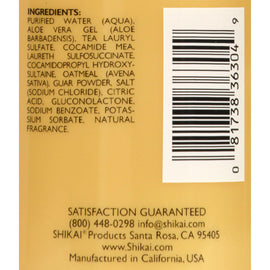 INGREDIENTS:
PURIFIED WATER (AQUA),
ALOE VERA GEL (ALOE
BARBADENSIS), TEA LAURYL
SULFATE, COCAMIDE MEA,
LAURETH SULFOSUCCINATE,
COCAMIDOPROPYL HYDROXY-
SULTAINE, OATMEAL (AVENA
SATIVA), GUAR POWDER, SALT
(SODIUM CHLORIDE), CITRIC
ACID, GLUCONOLACTONE,
SODIUM BENZOATE, POTAS-
SIUM SORBATE, NATURAL
FRAGRANCE.
0 81738 36304 9
SATISFACTION GUARANTEED
(800) 448-0298 info@shikai.com
SHIKAI® Products Santa Rosa, CA 95405
www.Shikai.com
Manufactured in California, USA